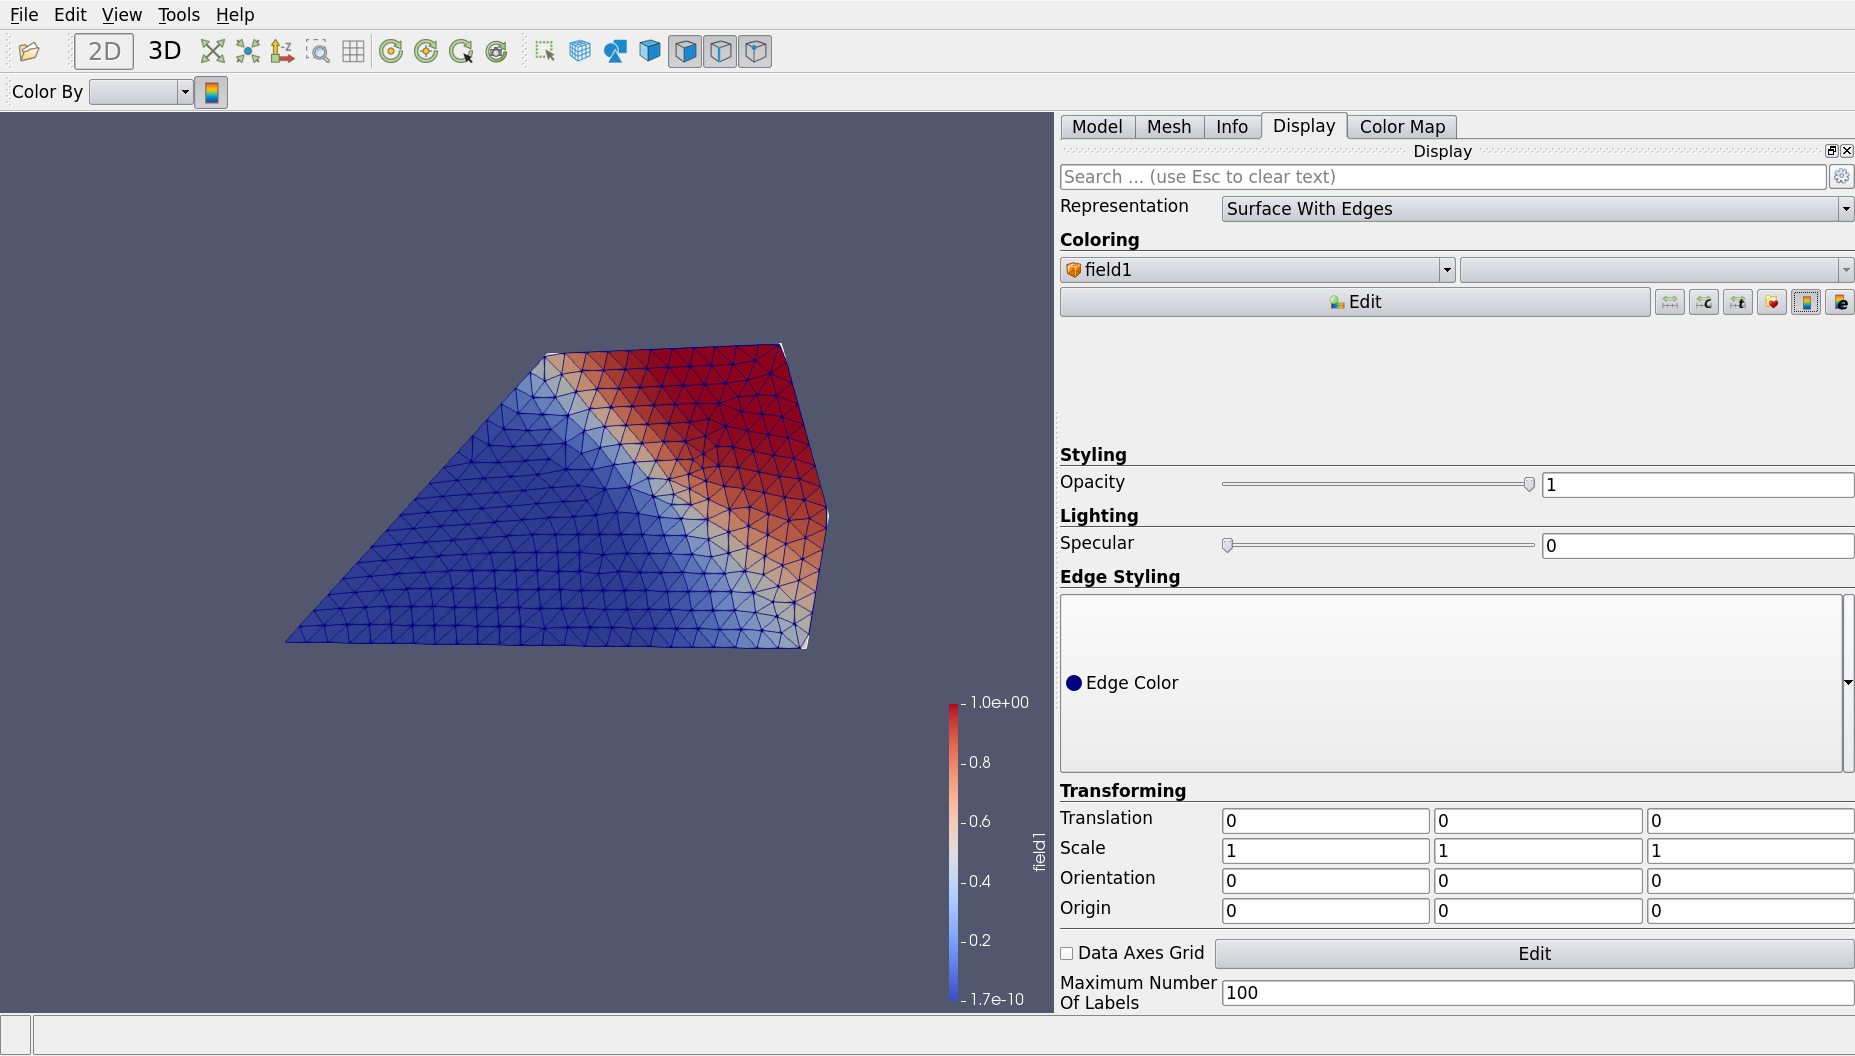 File Edit View Tools Help
2D 3D -Z
Color By
Model Mesh Info Display Color Map
Display
Search ... (use Esc to clear text)
Representation Surface With Edges
Coloring
field1
Edit c t e
Styling
Opacity 1
Lighting
Specular 0
Edge Styling
Edge Color
1.0e+00
0.8
0.6
0.4
0.2
1.7e-10
field1
Transforming
Translation 0 0 0
Scale 1 1 1
Orientation 0 0 0
Origin 0 0 0
Data Axes Grid Edit
Maximum Number
Of Labels 100